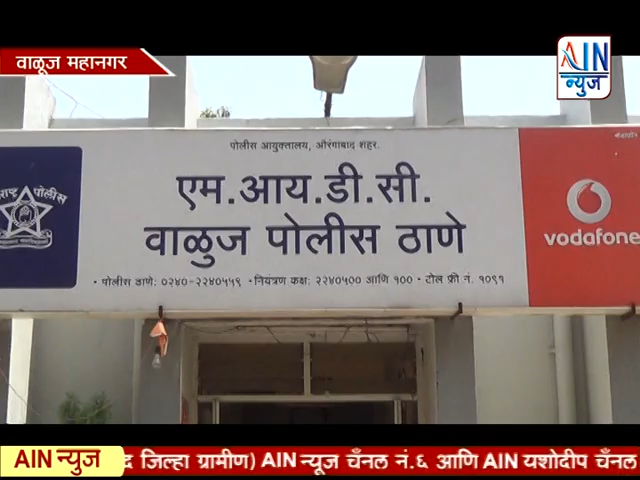 वाळूज महानगर
AIN
न्युज
पोलीस आयुक्तालय, औरंगाबाद शहर.
एम.आय.डी.सी.
वाळुज पोलीस ठाणे
• पोलीस ठाणे: ०२४०-२२४०५५९ • नियंत्रण कक्ष: २२४०५०० आणि १०० • टोल फ्री नं. १०९१
पोलीस
vodafone
AIN न्युज
द जिल्हा ग्रामीण) AIN न्यूज चँनल नं.६ आणि AIN यशोदीप चँनल